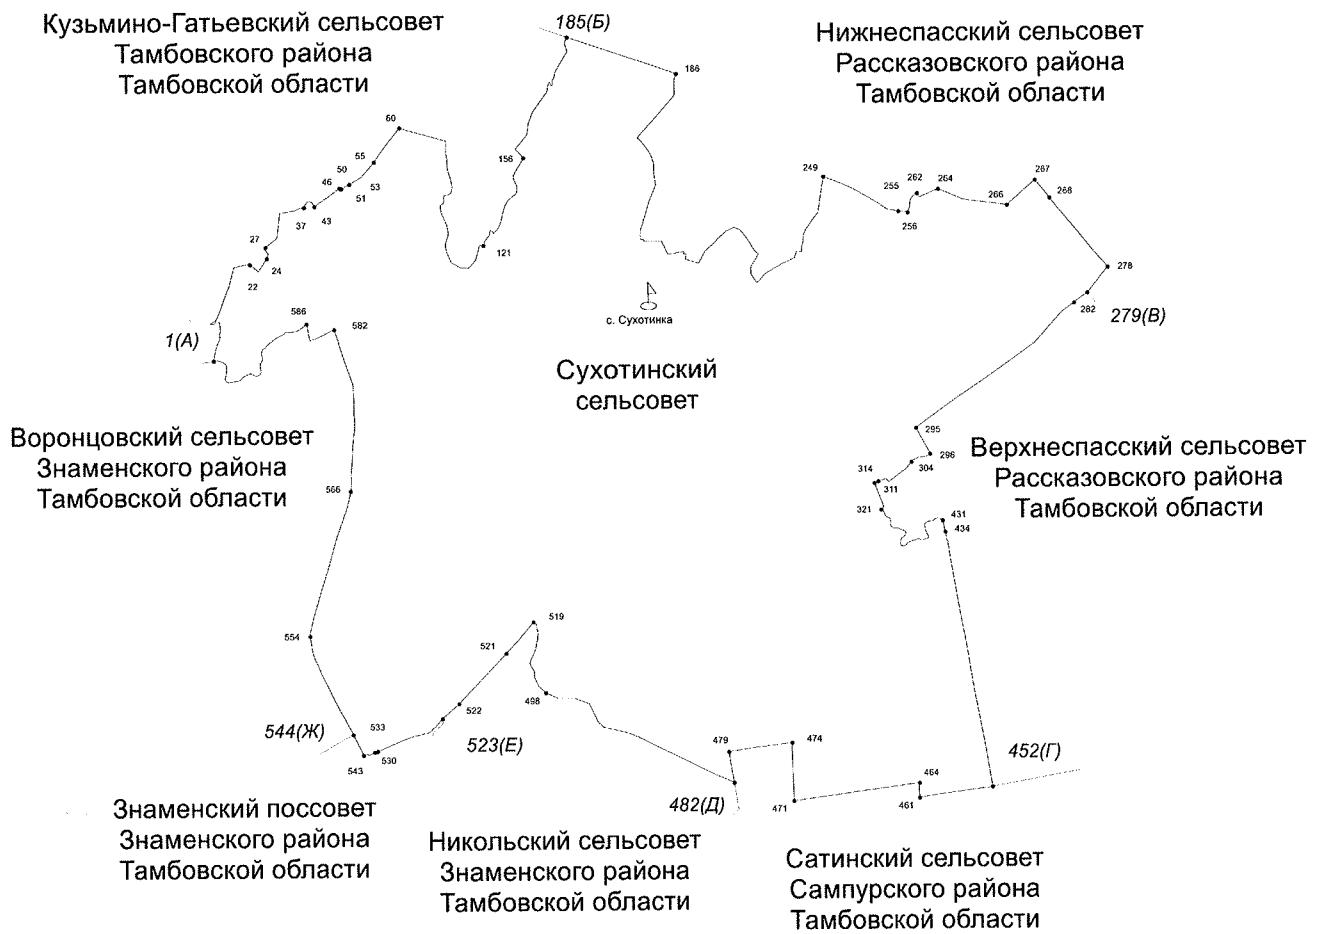 Кузьмино-Гатьевский сельсовет
Тамбовского района
Тамбовской области
185(Б)
186
Нижнеспасский сельсовет
Рассказовского района
Тамбовской области
60
55
50
46
53
51
43
37
27
24
22
156
121
249
255
256
262
264
266
267
268
278
282
279(В)
586
582
1(А)
с. Сухотинка
Сухотинский
сельсовет
Воронцовский сельсовет
Знаменского района
Тамбовской области
566
295
296
304
314
311
321
431
434
Верхнеспасский сельсовет
Рассказовского района
Тамбовской области
554
519
521
498
522
523(Е)
544(Ж)
533
530
543
479
474
482(Д)
471
464
461
452(Г)
Знаменский поссовет
Знаменского района
Тамбовской области
Никольский сельсовет
Знаменского района
Тамбовской области
Сатинский сельсовет
Сампурского района
Тамбовской области